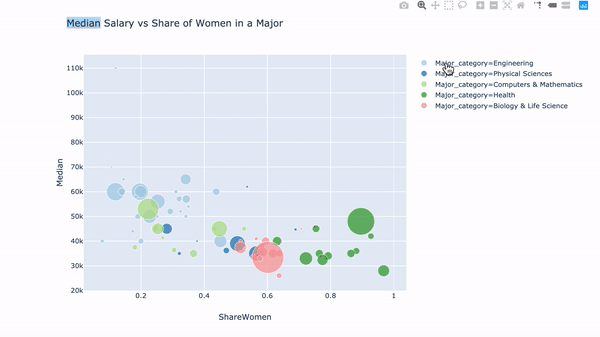 Median Salary vs Share of Women in a Major
Major_category=Engineering
Major_category=Physical Sciences
Major_category=Computers & Mathematics
Major_category=Health
Major_category=Biology & Life Science
110k
100k
90k
80k
70k
60k
50k
40k
30k
20k
Median
0.2
0.4
0.6
0.8
1
ShareWomen